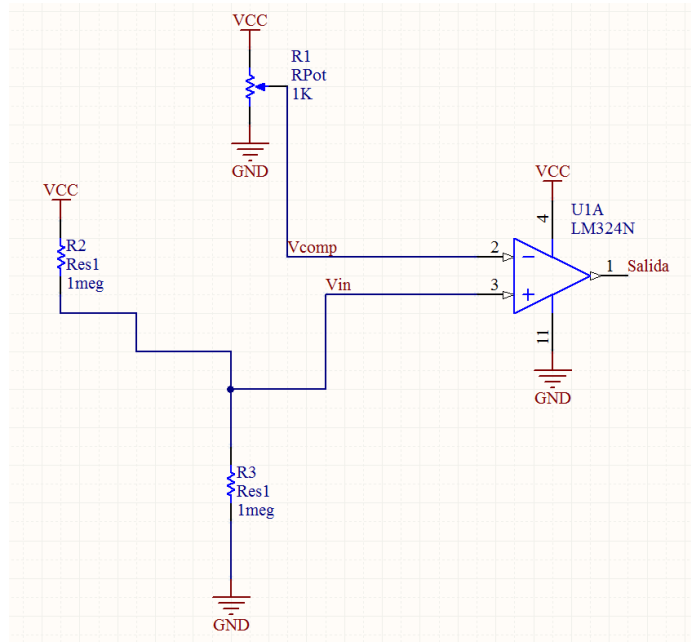 VCC
R1
RPot
1K
GND
VCC
R2
Res1
1meg
Vcomp
Vin
VCC
4
U1A
LM324N
2
3
1
Salida
11
GND
R3
Res1
1meg
GND